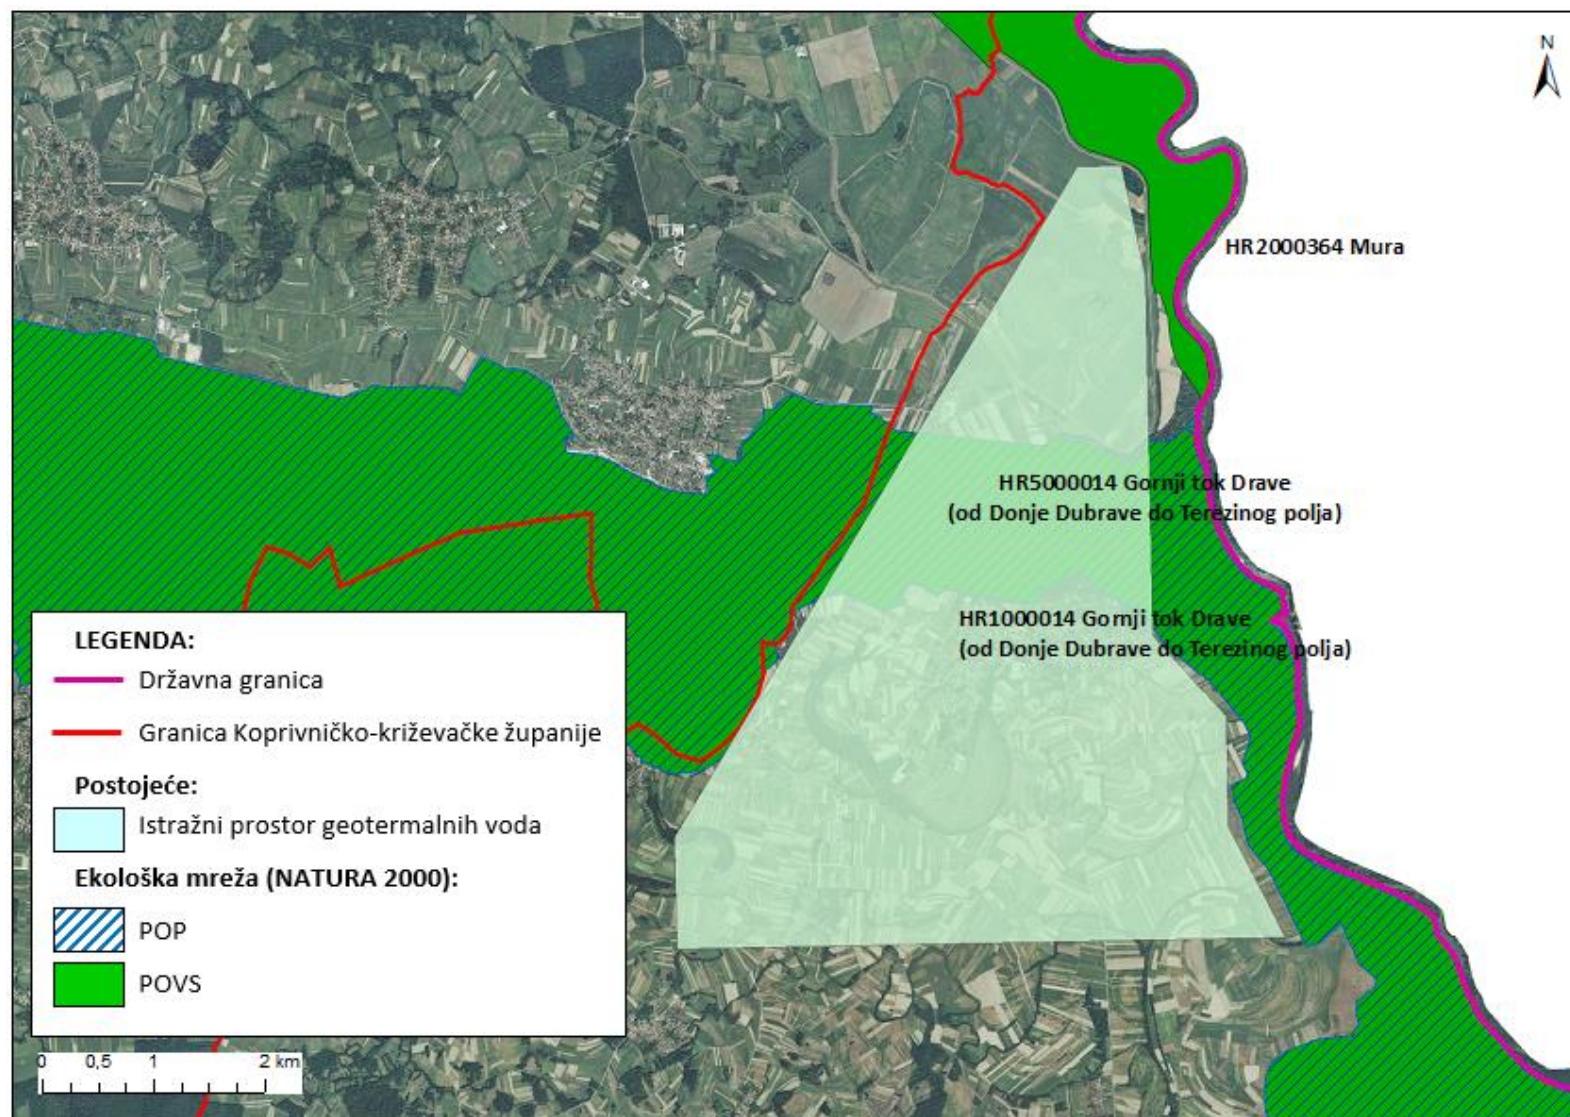 N
HR2000364 Mura
HR5000014 Gornji tok Drave
(od Donje Dubrave do Terezinog polja)
HR1000014 Gornji tok Drave
(od Donje Dubrave do Terezinog polja)
LEGENDA:
Državna granica
Granica Koprivničko-križevačke županije
Postojeće:
Istražni prostor geotermalnih voda
Ekološka mreža (NATURA 2000):
POP
POVS
0 0,5 1 2 km